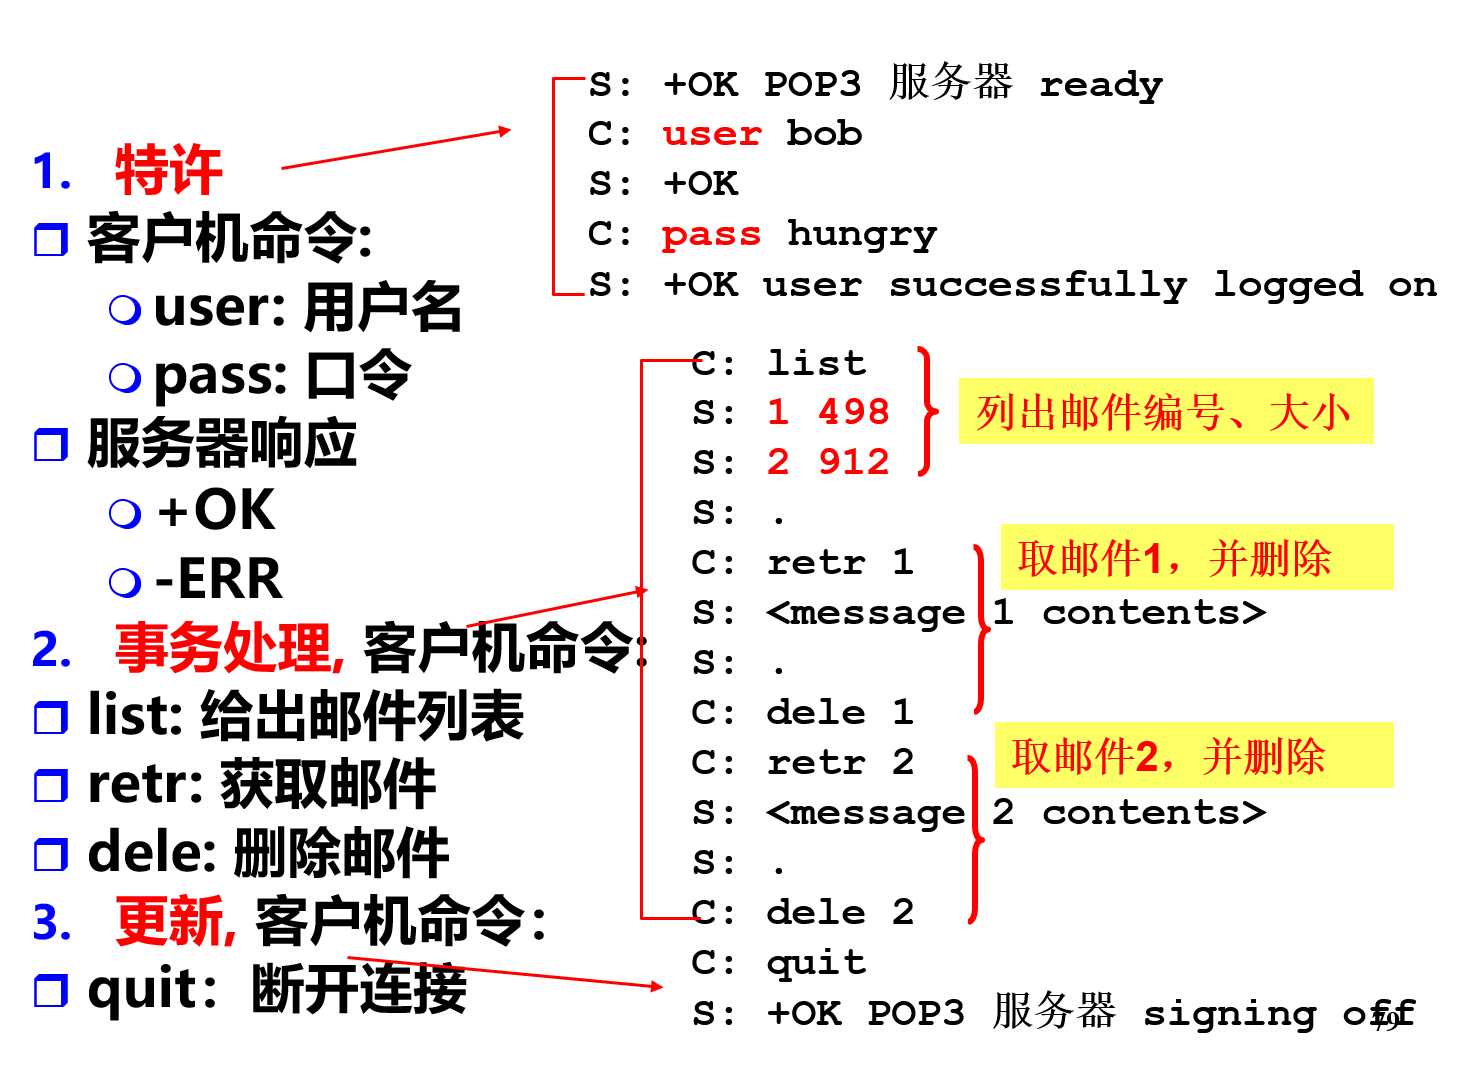 1. 特许
客户机命令:
user: 用户名
pass: 口令
服务器响应
+OK
-ERR
2. 事务处理, 客户机命令:
list: 给出邮件列表
retr: 获取邮件
dele: 删除邮件
3. 更新, 客户机命令：
quit：断开连接
S: +OK POP3 服务器 ready
C: user bob
S: +OK
C: pass hungry
S: +OK user successfully logged on
C: list
S: 1 498
S: 2 912
S: .
C: retr 1
S: <message 1 contents>
S: .
C: dele 1
C: retr 2
S: <message 2 contents>
S: .
C: dele 2
C: quit
S: +OK POP3 服务器 signing off
列出邮件编号、大小
取邮件1，并删除
取邮件2，并删除
79